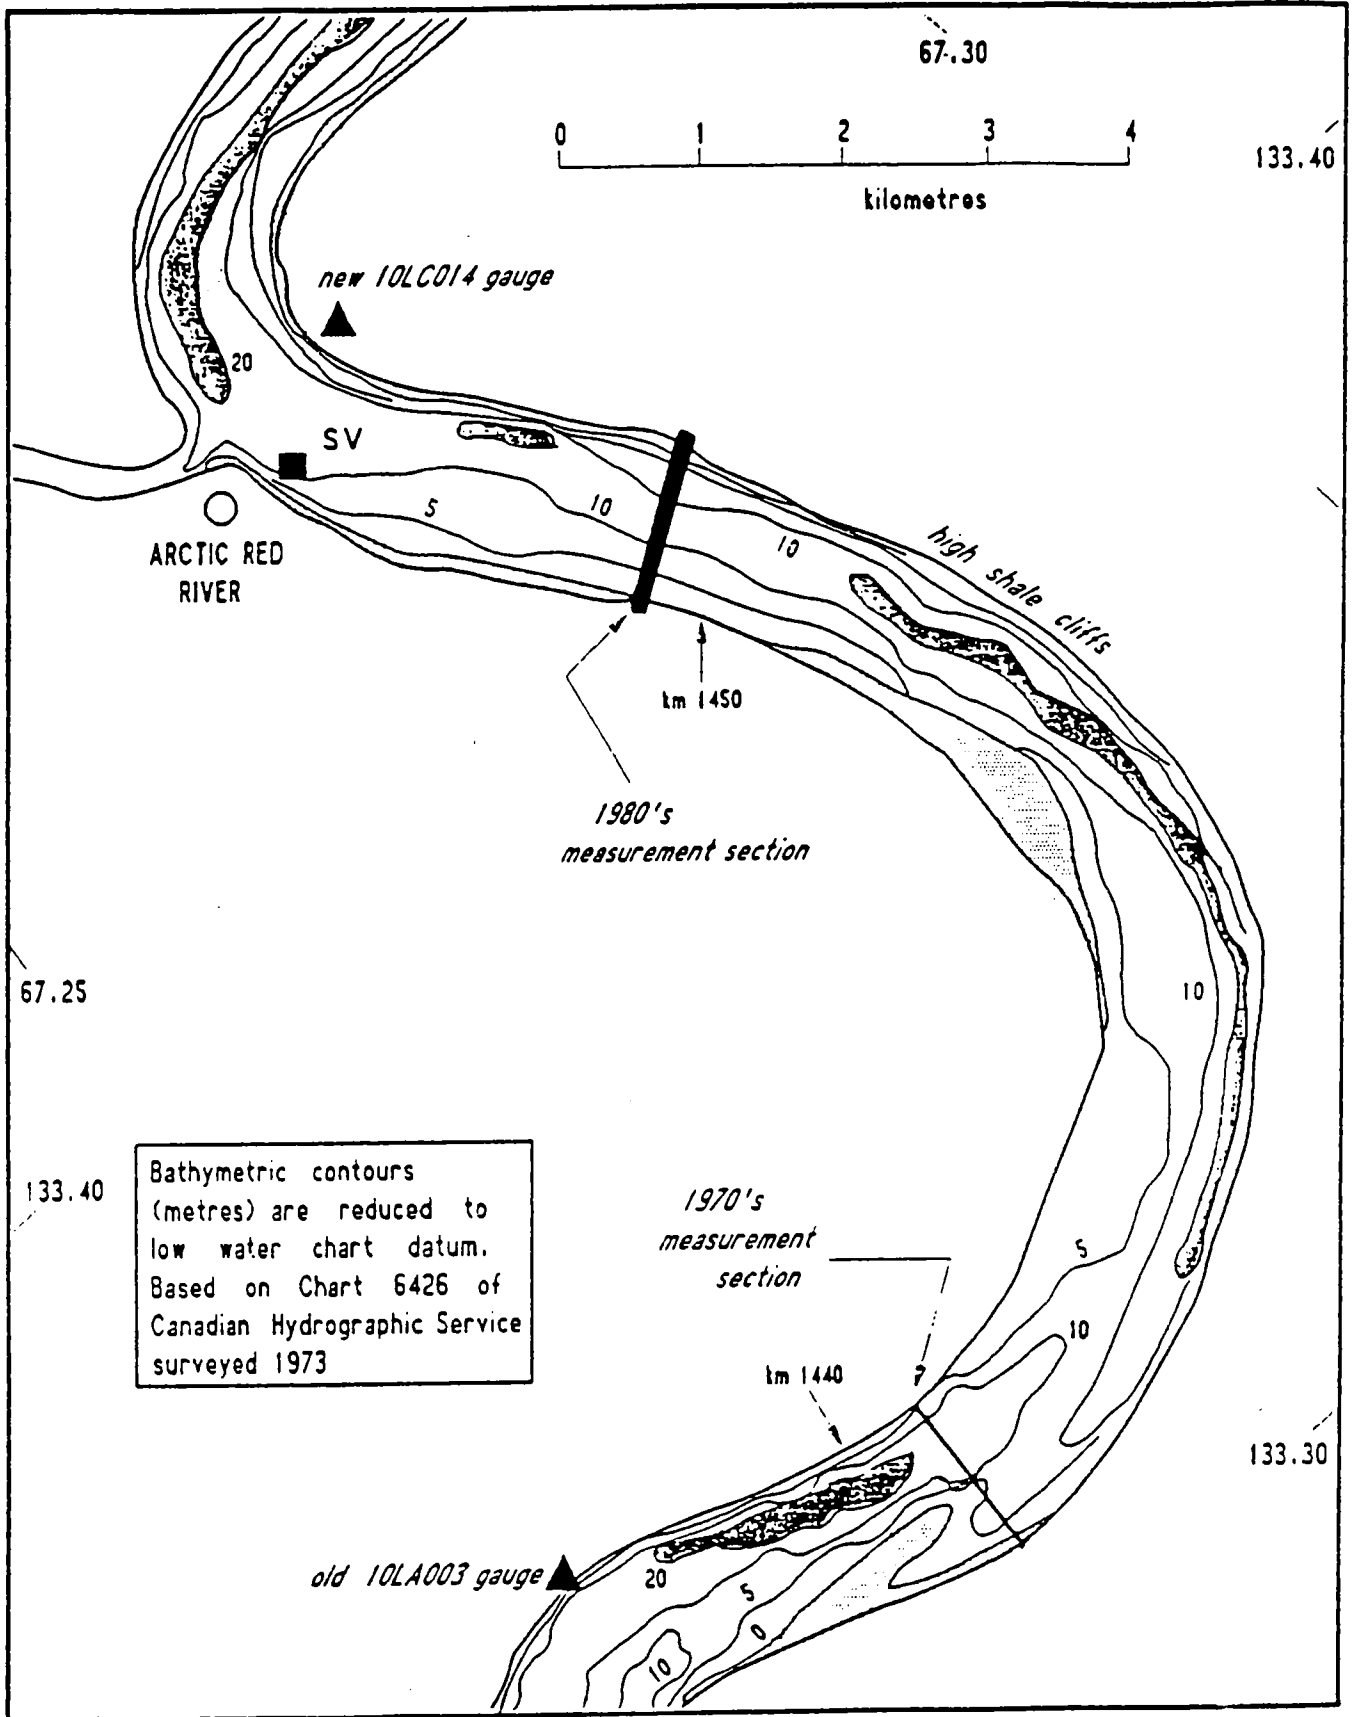 67.30
0 1 2 3 4
133.40
kilometres
new 10LC014 gauge
20
SV
5
10
10
ARCTIC RED
RIVER
high shale cliffs
km 1450
1980's
measurement section
67.25
10
133.40
Bathymetric contours
(metres) are reduced to
low water chart datum.
Based on Chart 6426 of
Canadian Hydrographic Service
surveyed 1973
1970's
measurement
section
5
10
km 1440
133.30
old 10LA003 gauge
20
5
0
10